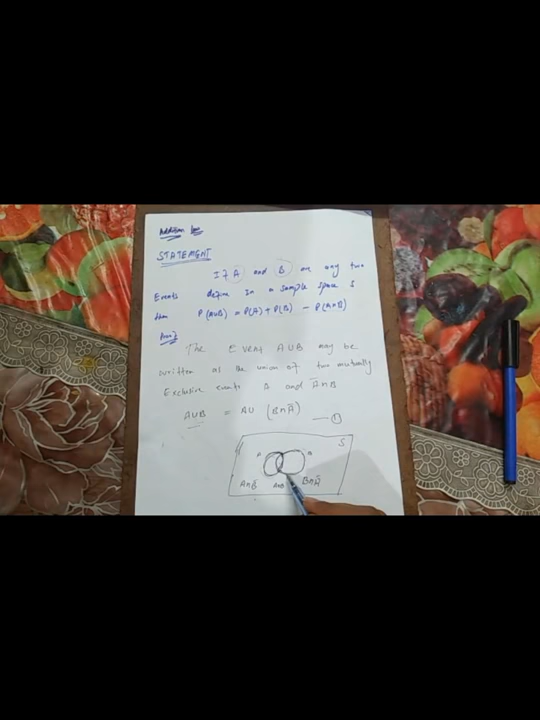 Addition law
STATEMENT
If A and B are any two
Events define in a sample space S
then P(AUB) = P(A) + P(B) - P(A∩B)
Proof
The Event AUB may be
written as the union of two mutually
Exclusive events A and A̅∩B
AUB = AU (B∩A̅) — ①
S
A B
A∩B̅ A∩B B∩A̅